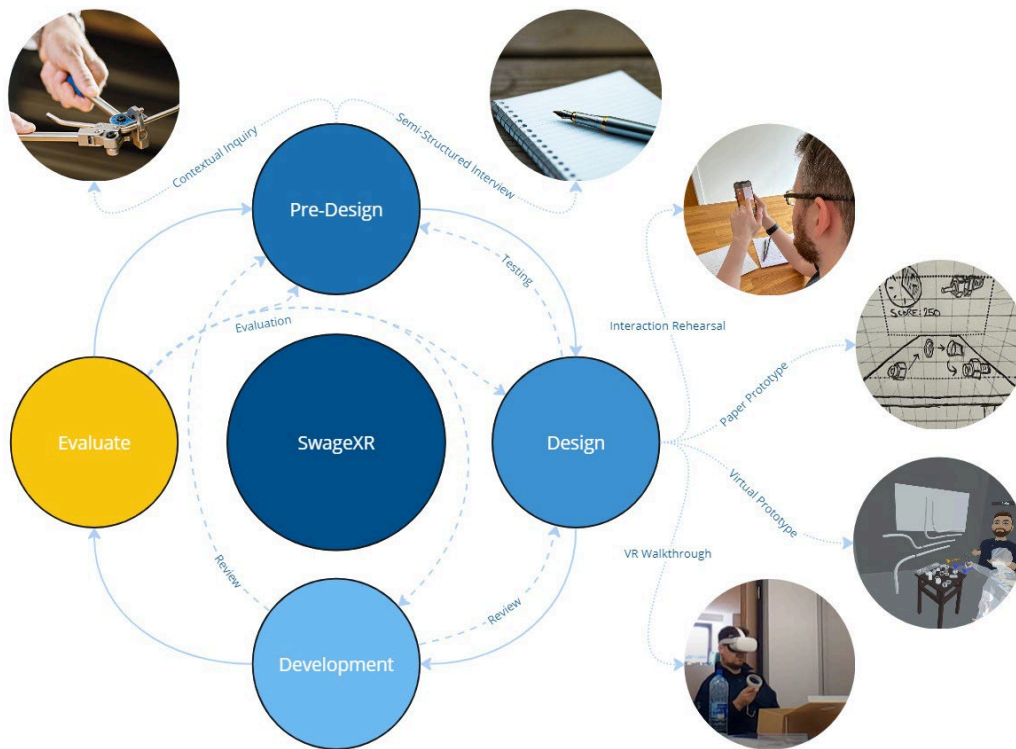 Contextual Inquiry
Semi-Structured Interview
Pre-Design
Testing
Evaluation
Interaction Rehearsal
SCORE: 250
Paper Prototype
Evaluate
SwageXR
Design
Virtual Prototype
VR Walkthrough
Review
Review
Development